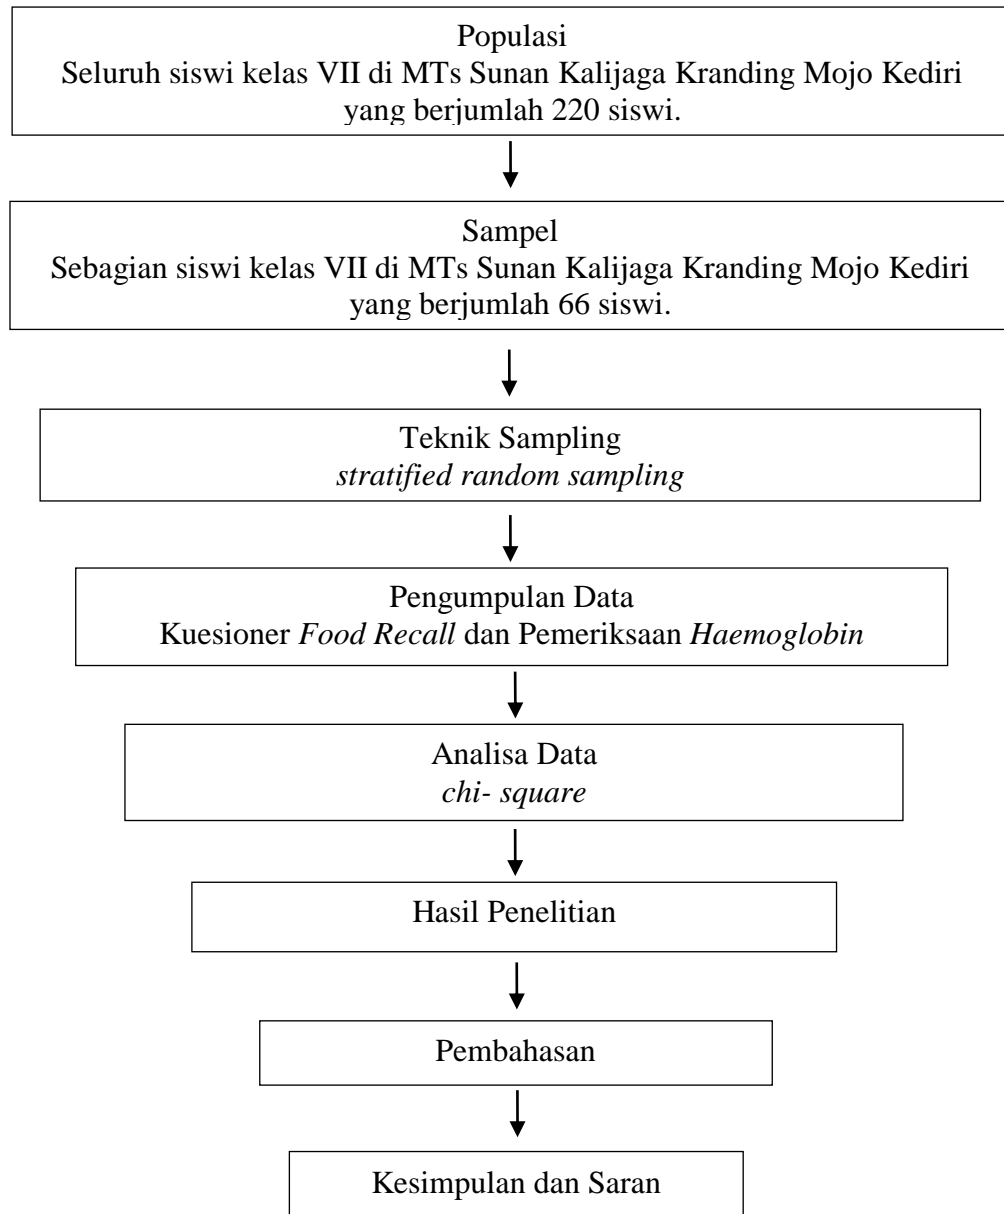 Populasi
Seluruh siswi kelas VII di MTs Sunan Kalijaga Kranding Mojo Kediri
yang berjumlah 220 siswi.
Sampel
Sebagian siswi kelas VII di MTs Sunan Kalijaga Kranding Mojo Kediri
yang berjumlah 66 siswi.
Teknik Sampling
stratified random sampling
Pengumpulan Data
Kuesioner Food Recall dan Pemeriksaan Haemoglobin
Analisa Data
chi- square
Hasil Penelitian
Pembahasan
Kesimpulan dan Saran